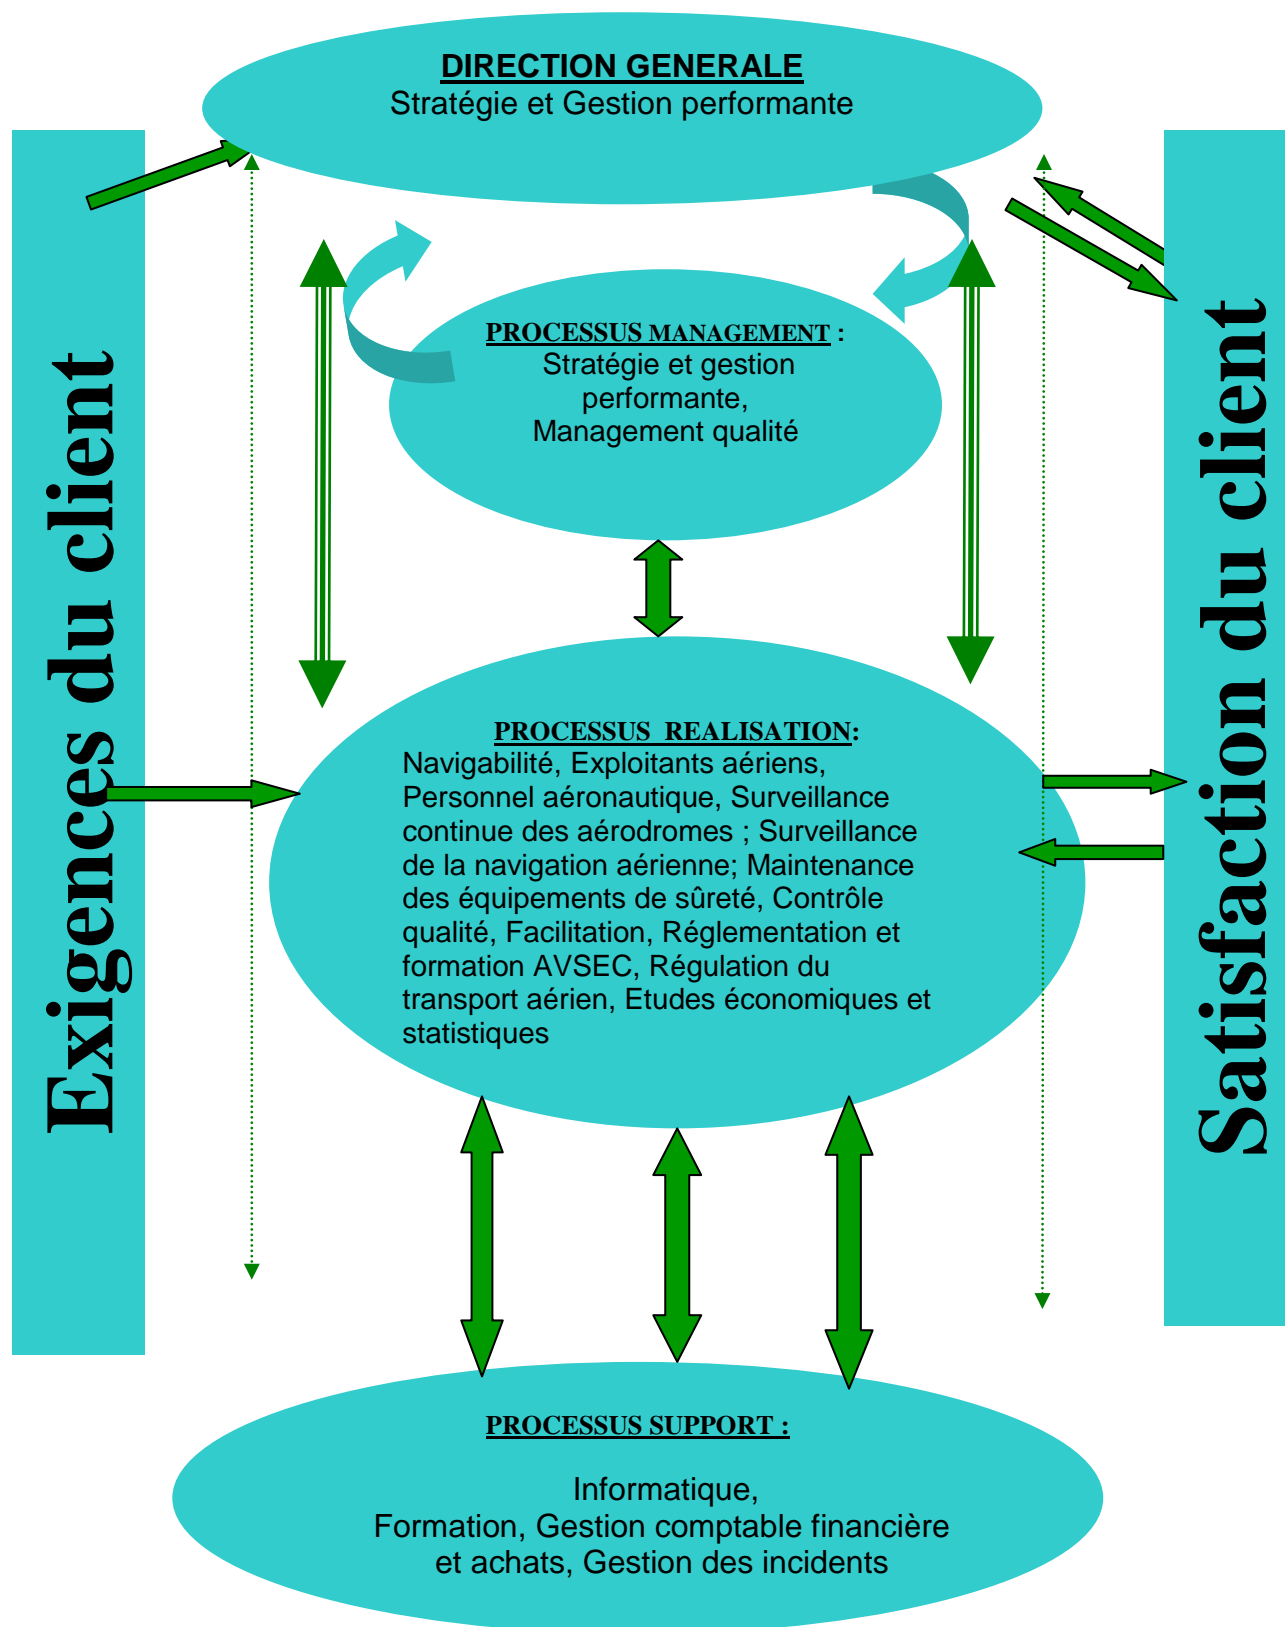 DIRECTION GENERALE
Stratégie et Gestion performante
Exigences du client
PROCESSUS MANAGEMENT :
Stratégie et gestion
performante,
Management qualité
PROCESSUS REALISATION:
Navigabilité, Exploitants aériens,
Personnel aéronautique, Surveillance
continue des aérodromes ; Surveillance
de la navigation aérienne; Maintenance
des équipements de sûreté, Contrôle
qualité, Facilitation, Réglementation et
formation AVSEC, Régulation du
transport aérien, Etudes économiques et
statistiques
Satisfaction du client
PROCESSUS SUPPORT :
Informatique,
Formation, Gestion comptable financière
et achats, Gestion des incidents